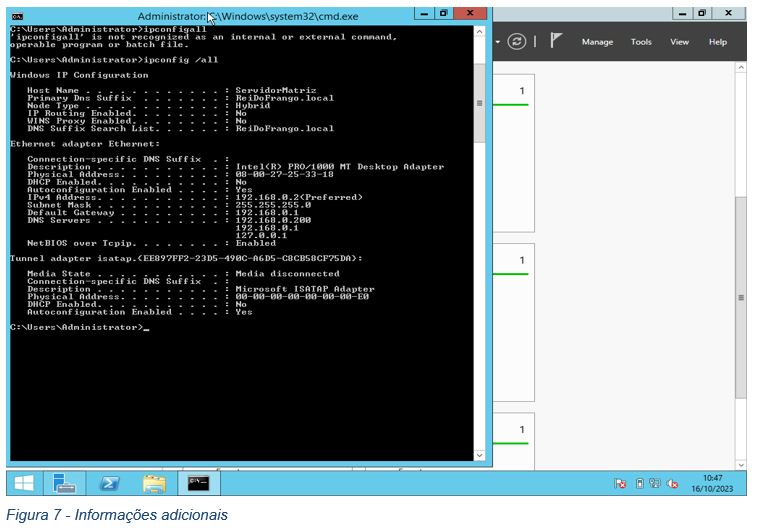 Administrator: C:\Windows\system32\cmd.exe
C:\Users\Administrator>ipconfigall
'ipconfigall' is not recognized as an internal or external command,
operable program or batch file.
C:\Users\Administrator>ipconfig /all
Windows IP Configuration
Host Name . . . . . . . . . . . . : ServidorMatriz
Primary Dns Suffix . . . . . . . : ReiDoFrango.local
Node Type . . . . . . . . . . . . : Hybrid
IP Routing Enabled. . . . . . . . : No
WINS Proxy Enabled. . . . . . . . : No
DNS Suffix Search List. . . . . . : ReiDoFrango.local
Ethernet adapter Ethernet:
Connection-specific DNS Suffix . :
Description . . . . . . . . . . . : Intel(R) PRO/1000 MT Desktop Adapter
Physical Address. . . . . . . . . : 08-00-27-25-33-18
DHCP Enabled. . . . . . . . . . . : No
Autoconfiguration Enabled . . . . : Yes
IPv4 Address. . . . . . . . . . . : 192.168.0.2(Preferred)
Subnet Mask . . . . . . . . . . . : 255.255.255.0
Default Gateway . . . . . . . . . : 192.168.0.1
DNS Servers . . . . . . . . . . . : 192.168.0.200
192.168.0.1
127.0.0.1
NetBIOS over Tcpip. . . . . . . . : Enabled
Tunnel adapter isatap.{EE897FF2-23D5-490C-A6D5-C8CB58CF75DA}:
Media State . . . . . . . . . . . : Media disconnected
Connection-specific DNS Suffix . :
Description . . . . . . . . . . . : Microsoft ISATAP Adapter
Physical Address. . . . . . . . . : 00-00-00-00-00-00-00-E0
DHCP Enabled. . . . . . . . . . . : No
Autoconfiguration Enabled . . . . : Yes
C:\Users\Administrator>_
Manage Tools View Help
1
1
1
10:47
16/10/2023
Figura 7 - Informações adicionais